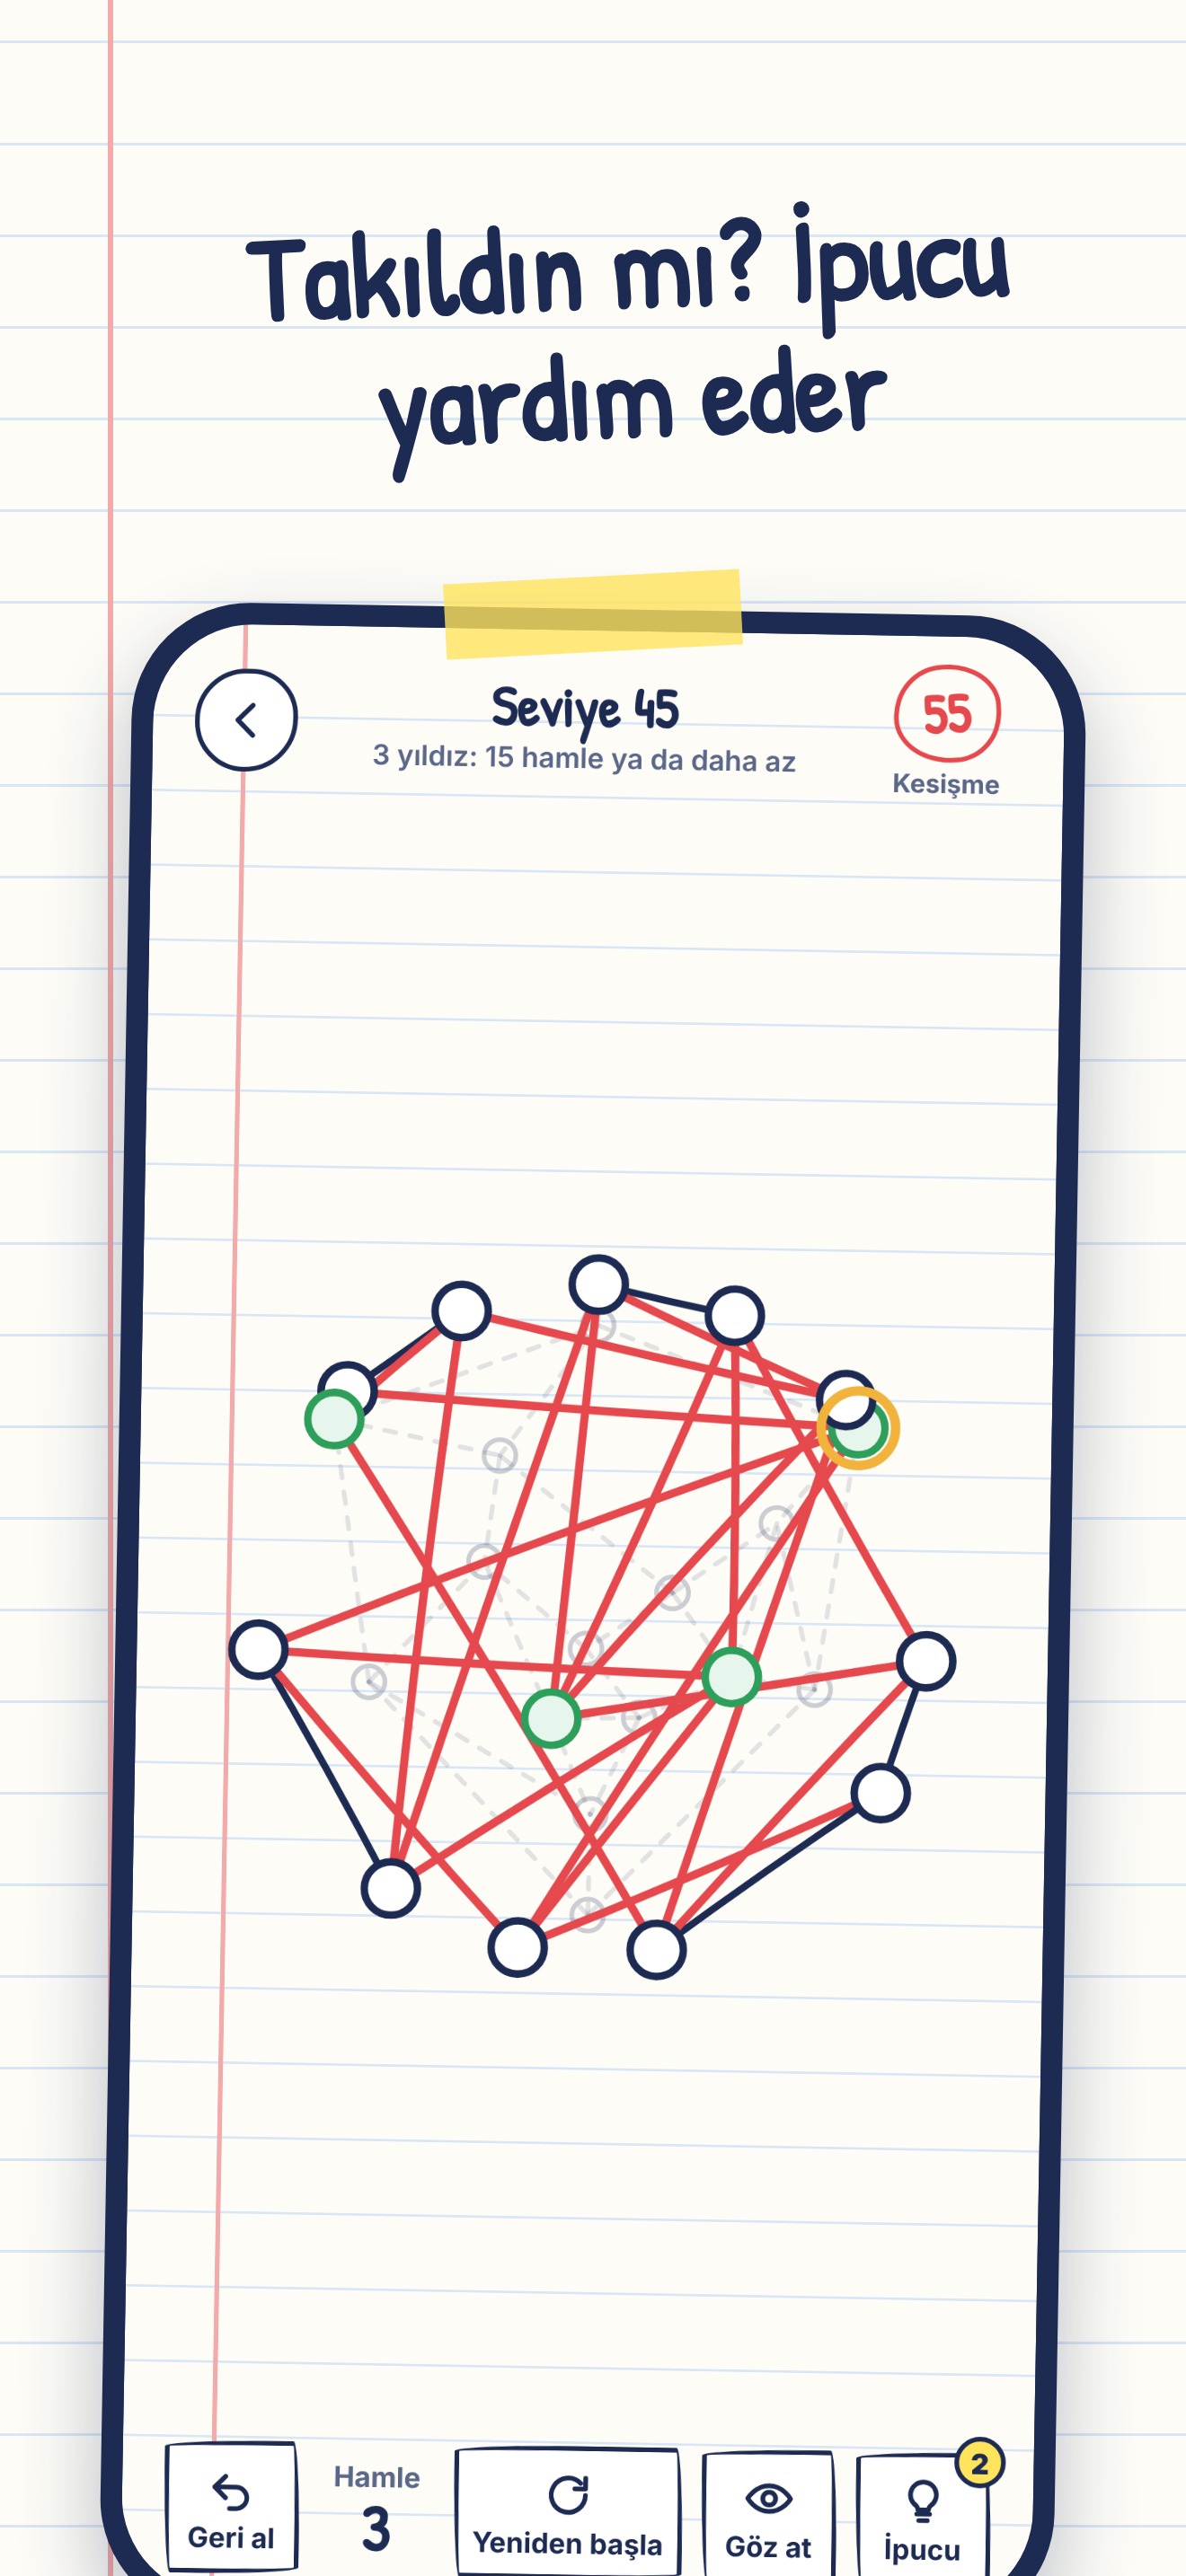 Takıldın mı? İpucu
yardım eder
Seviye 45
3 yıldız: 15 hamle ya da daha az
55
Kesişme
Geri al
Hamle
3
Yeniden başla
Göz at
2
İpucu